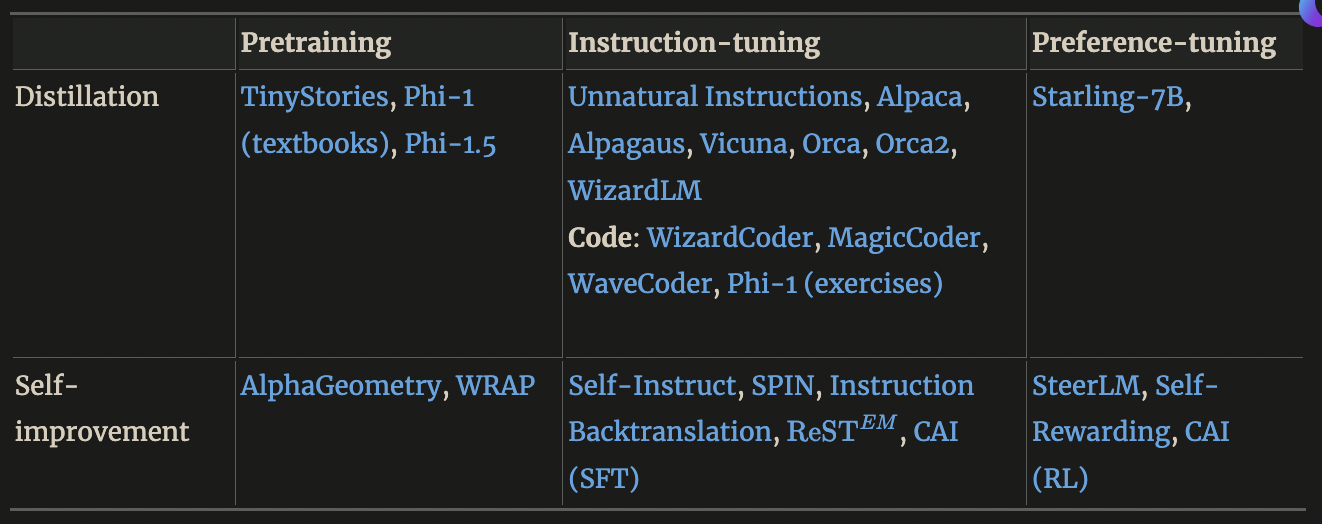 Pretraining Instruction-tuning Preference-tuning
Distillation
TinyStories, Phi-1
(textbooks), Phi-1.5
Unnatural Instructions, Alpaca,
Alpagaus, Vicuna, Orca, Orca2,
WizardLM
Code: WizardCoder, MagicCoder,
WaveCoder, Phi-1 (exercises)
Starling-7B,
Self-
improvement
AlphaGeometry, WRAP
Self-Instruct, SPIN, Instruction
Backtranslation, ReST^EM, CAI
(SFT)
SteerLM, Self-
Rewarding, CAI
(RL)